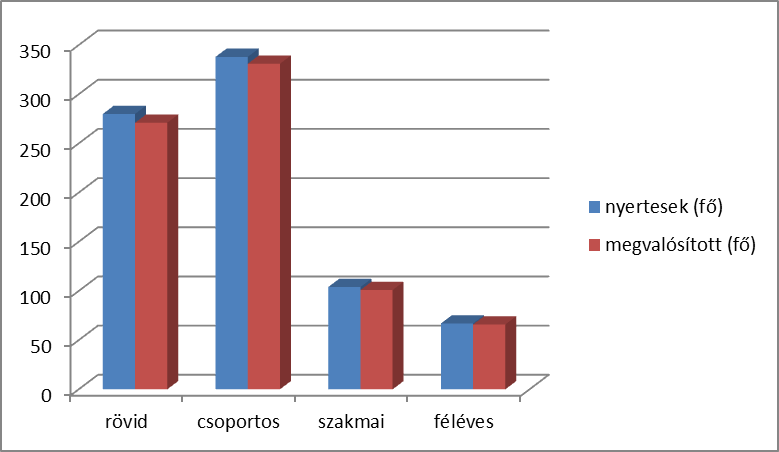 350
300
250
200
150
100
50
0
rövid csoportos szakmai féléves
nyertesek (fő)
megvalósított (fő)